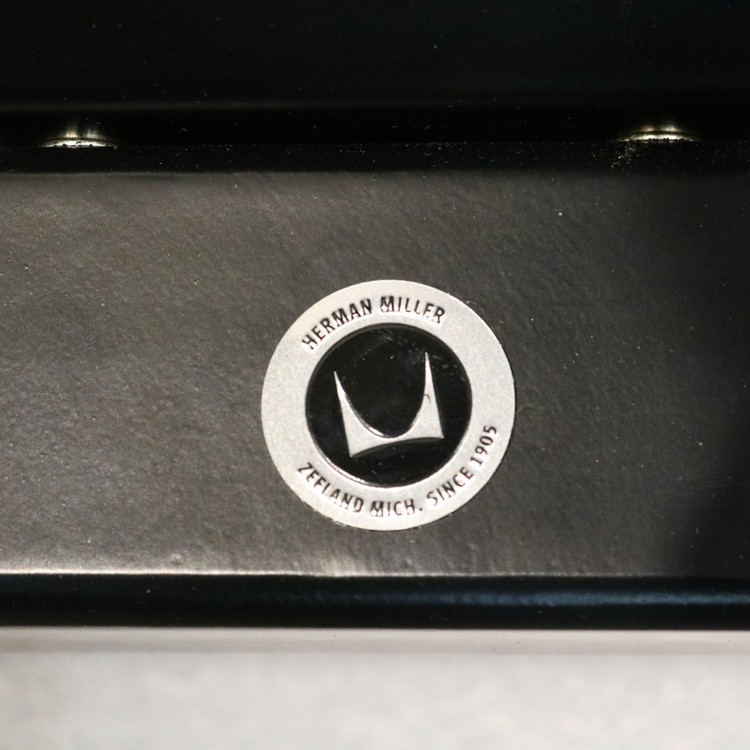 HERMAN MILLER
ZEELAND MICH. SINCE 1905